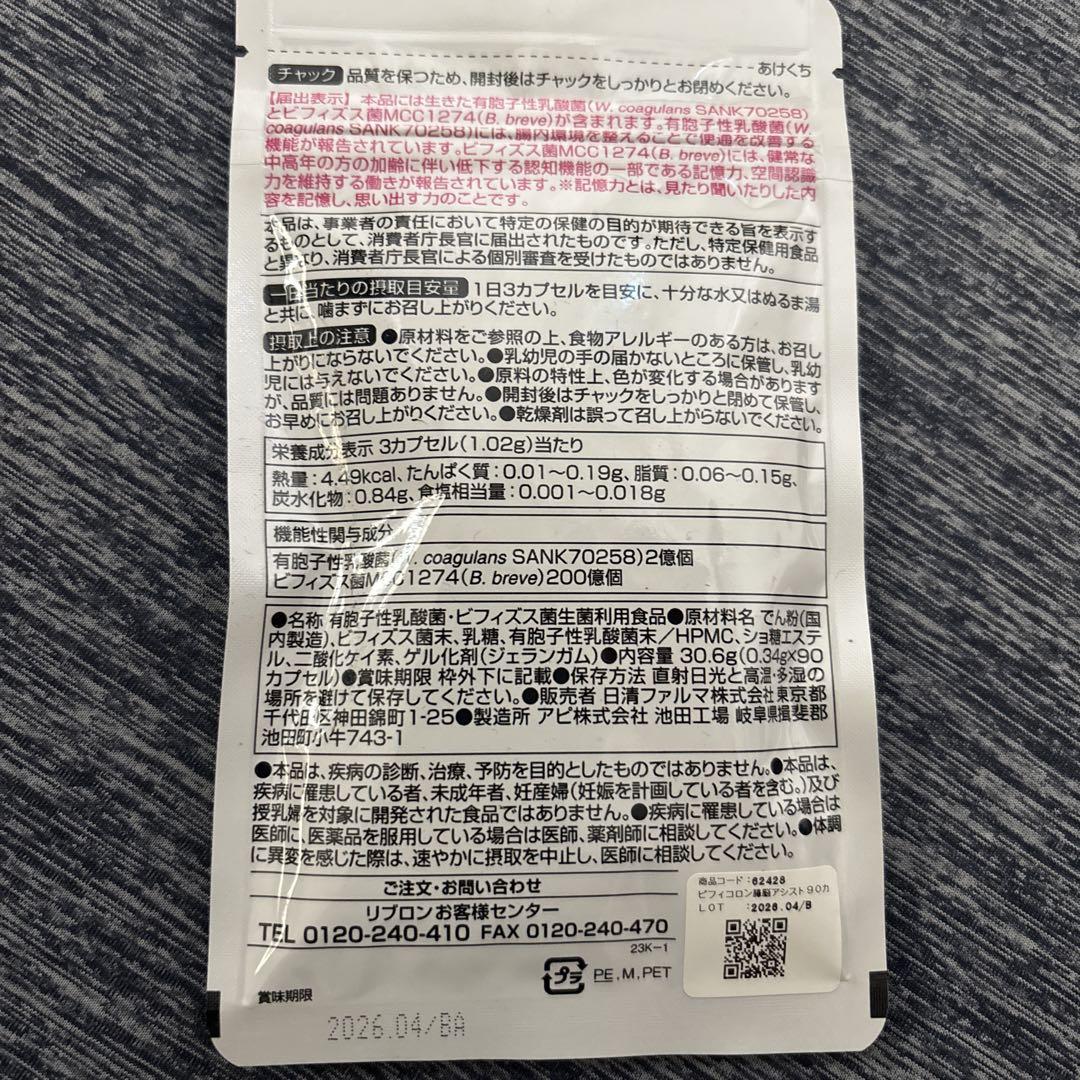 あけくち
チャック 品質を保つため、開封後はチャックをしっかりとお閉めください。
【届出表示】本品には生きた有胞子性乳酸菌(W. coagulans SANK70258)
とビフィズス菌MCC1274(B. breve)が含まれます。有胞子性乳酸菌(W.
coagulans SANK70258)には、腸内環境を整えることで便通を改善する
機能が報告されています。ビフィズス菌MCC1274(B. breve)には、健常な
中高年の方の加齢に伴い低下する認知機能の一部である記憶力、空間認識
力を維持する働きが報告されています。※記憶力とは、見たり聞いたりした内
容を記憶し、思い出す力のことです。
本品は、事業者の責任において特定の保健の目的が期待できる旨を表示す
るものとして、消費者庁長官に届出されたものです。ただし、特定保健用食品
と異なり、消費者庁長官による個別審査を受けたものではありません。
一日当たりの摂取目安量 1日3カプセルを目安に、十分な水又はぬるま湯
と共に、噛まずにお召し上がりください。
摂取上の注意 ●原材料をご参照の上、食物アレルギーのある方は、お召し
上がりにならないでください。●乳幼児の手の届かないところに保管し、乳幼
児には与えないでください。●原料の特性上、色が変化する場合があります
が、品質には問題ありません。●開封後はチャックをしっかりと閉めて保管し、
お早めにお召し上がりください。●乾燥剤は誤って召し上がらないでください。
栄養成分表示 3カプセル(1.02g)当たり
熱量:4.49kcal、たんぱく質:0.01〜0.19g、脂質:0.06〜0.15g、
炭水化物:0.84g、食塩相当量:0.001〜0.018g
機能性関与成分
有胞子性乳酸菌(W. coagulans SANK70258)2億個
ビフィズス菌MCC1274(B. breve)200億個
●名称 有胞子性乳酸菌・ビフィズス菌生菌利用食品●原材料名 でん粉(国
内製造)、ビフィズス菌末、乳糖、有胞子性乳酸菌末/HPMC、ショ糖エステ
ル、二酸化ケイ素、ゲル化剤(ジェランガム)●内容量 30.6g(0.34g×90
カプセル)●賞味期限 枠外下に記載●保存方法 直射日光と高温・多湿の
場所を避けて保存してください。●販売者 日清ファルマ株式会社 東京都
千代田区神田錦町1-25●製造所 アピ株式会社 池田工場 岐阜県揖斐郡
池田町小牛743-1
●本品は、疾病の診断、治療、予防を目的としたものではありません。●本品は、
疾病に罹患している者、未成年者、妊産婦(妊娠を計画している者を含む。)及び
授乳婦を対象に開発された食品ではありません。●疾病に罹患している場合は
医師に、医薬品を服用している場合は医師、薬剤師に相談してください。●体調
に異変を感じた際は、速やかに摂取を中止し、医師に相談してください。
ご注文・お問い合わせ
リブロンお客様センター
TEL 0120-240-410 FAX 0120-240-470
23K-1
プラ PE,M,PET
商品コード:62428
ビフィコロン腸脳アシスト90カ
LOT :2026.04/B
賞味期限
2026.04/BA